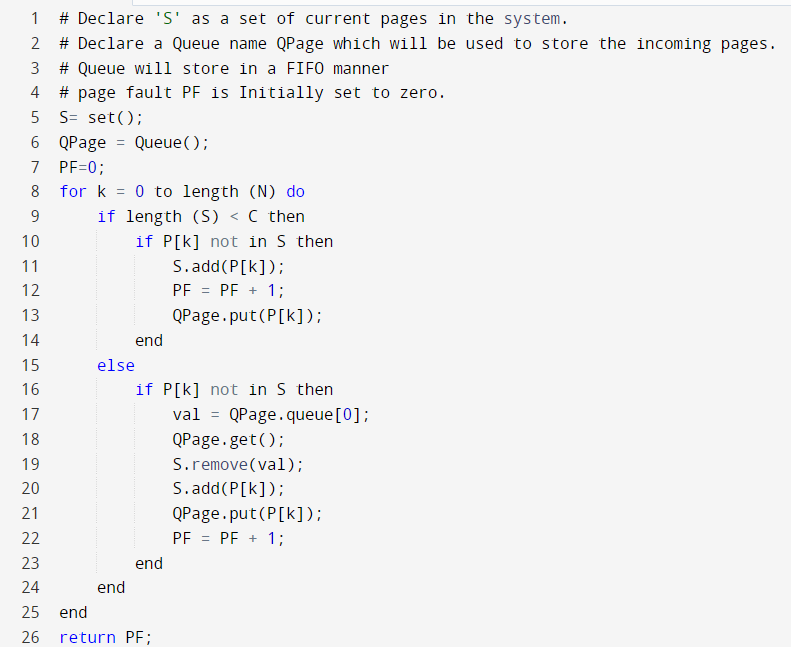 1 # Declare 'S' as a set of current pages in the system.
2 # Declare a Queue name QPage which will be used to store the incoming pages.
3 # Queue will store in a FIFO manner
4 # page fault PF is Initially set to zero.
5 S= set();
6 QPage = Queue();
7 PF=0;
8 for k = 0 to length (N) do
9     if length (S) < C then
10         if P[k] not in S then
11             S.add(P[k]);
12             PF = PF + 1;
13             QPage.put(P[k]);
14         end
15     else
16         if P[k] not in S then
17             val = QPage.queue[0];
18             QPage.get();
19             S.remove(val);
20             S.add(P[k]);
21             QPage.put(P[k]);
22             PF = PF + 1;
23         end
24     end
25 end
26 return PF;